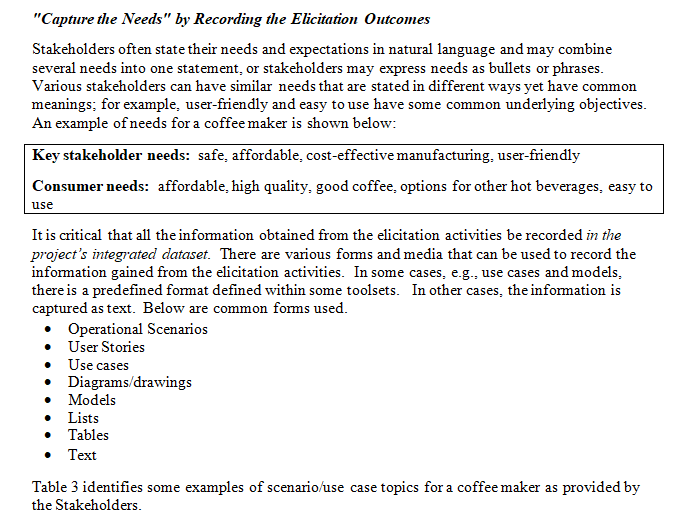 "Capture the Needs" by Recording the Elicitation Outcomes
Stakeholders often state their needs and expectations in natural language and may combine
several needs into one statement, or stakeholders may express needs as bullets or phrases.
Various stakeholders can have similar needs that are stated in different ways yet have common
meanings; for example, user-friendly and easy to use have some common underlying objectives.
An example of needs for a coffee maker is shown below:
Key stakeholder needs: safe, affordable, cost-effective manufacturing, user-friendly
Consumer needs: affordable, high quality, good coffee, options for other hot beverages, easy to
use
It is critical that all the information obtained from the elicitation activities be recorded in the
project's integrated dataset. There are various forms and media that can be used to record the
information gained from the elicitation activities. In some cases, e.g., use cases and models,
there is a predefined format defined within some toolsets. In other cases, the information is
captured as text. Below are common forms used.
• Operational Scenarios
• User Stories
• Use cases
• Diagrams/drawings
• Models
• Lists
• Tables
• Text
Table 3 identifies some examples of scenario/use case topics for a coffee maker as provided by
the Stakeholders.